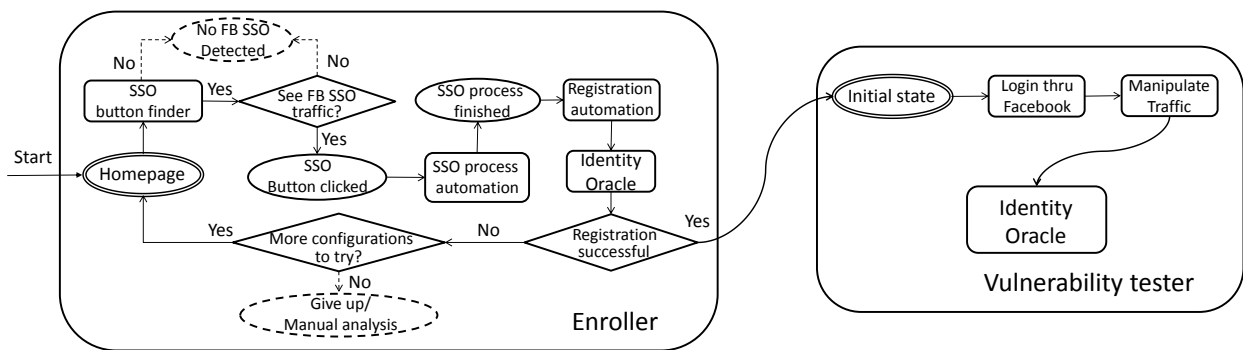 No FB SSO
Detected
No
No
SSO
button finder
Yes
See FB SSO
traffic?
SSO process
finished
Registration
automation
Yes
Start
Homepage
SSO
Button clicked
SSO process
automation
Identity
Oracle
Yes
More configurations
to try?
No
Registration
successful
Yes
No
Give up/
Manual analysis
Enroller
Initial state
Login thru
Facebook
Manipulate
Traffic
Identity
Oracle
Vulnerability tester